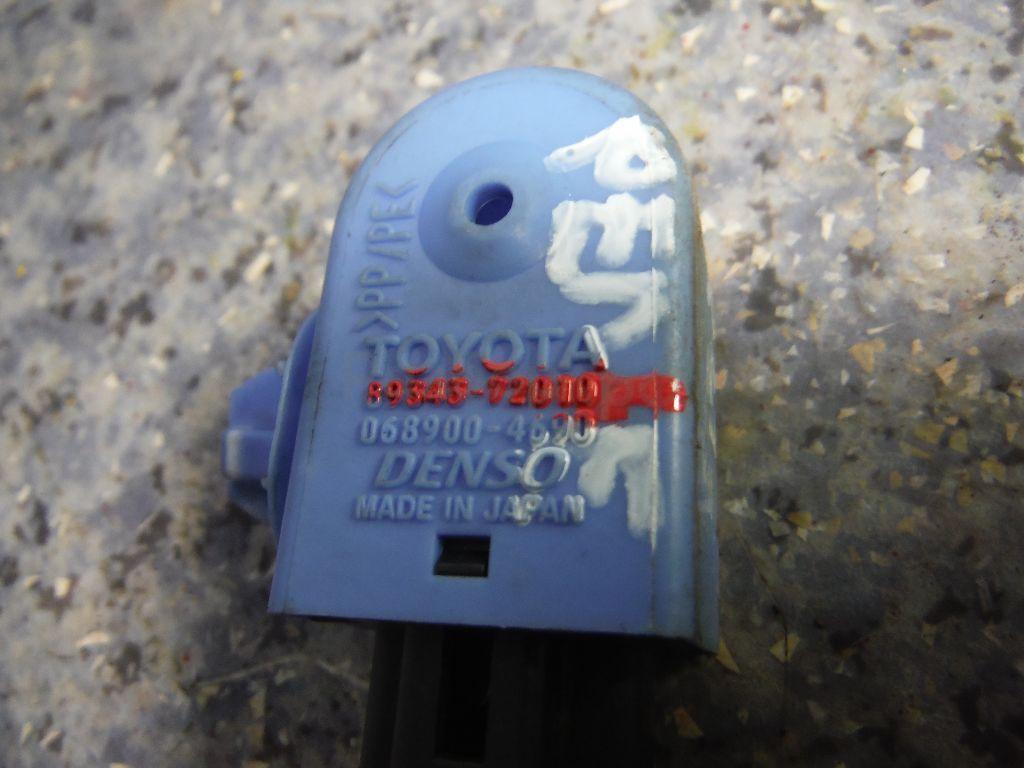 >PP/PE<
TOYOTA
89343-72010
068900-4690
DENSO
MADE IN JAPAN